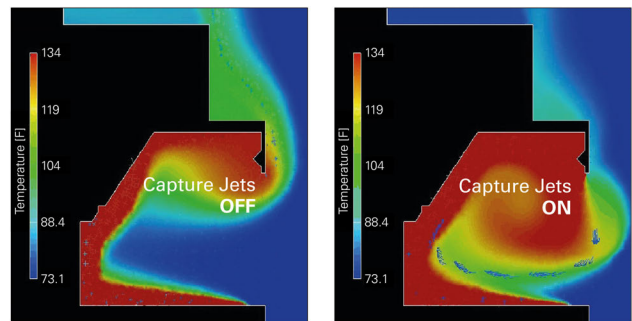 134
119
104
88.4
73.1
Temperature [F]
Capture Jets
OFF
134
119
104
88.4
73.1
Temperature [F]
Capture Jets
ON